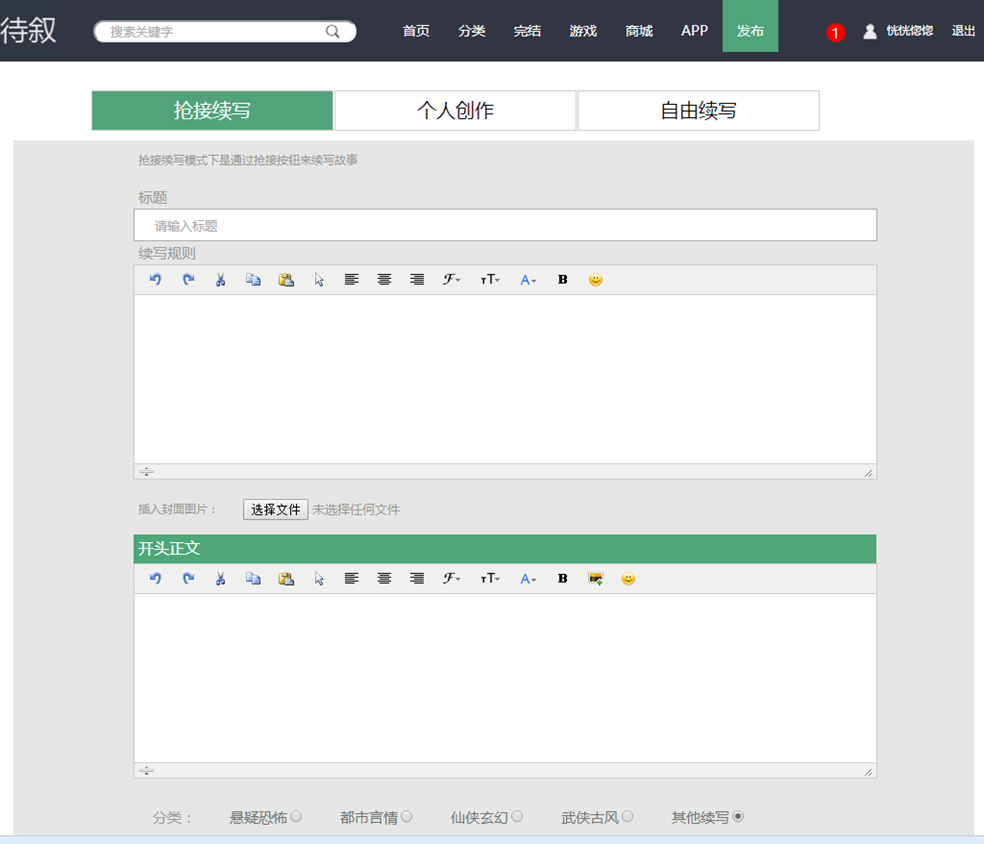 待叙 搜索关键字 首页 分类 完结 游戏 商城 APP 发布 1 恍恍惚惚 退出
抢接续写 个人创作 自由续写
抢接续写模式下是通过抢接按钮来续写故事
标题
请输入标题
续写规则
F T T A B
插入封面图片： 选择文件 未选择任何文件
开头正文
F T T A B
分类： 悬疑恐怖 都市言情 仙侠玄幻 武侠古风 其他续写